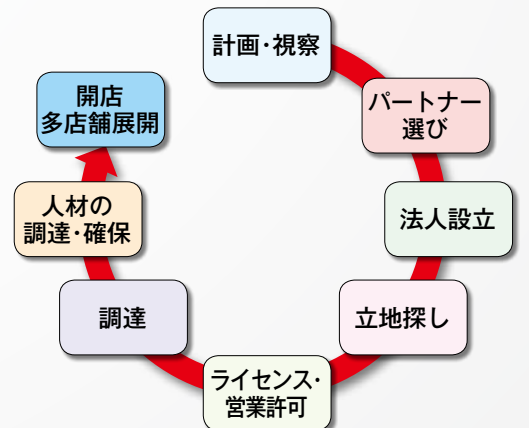 計画・視察
パートナー
選び
法人設立
立地探し
ライセンス・
営業許可
調達
人材の
調達・確保
開店
多店舗展開